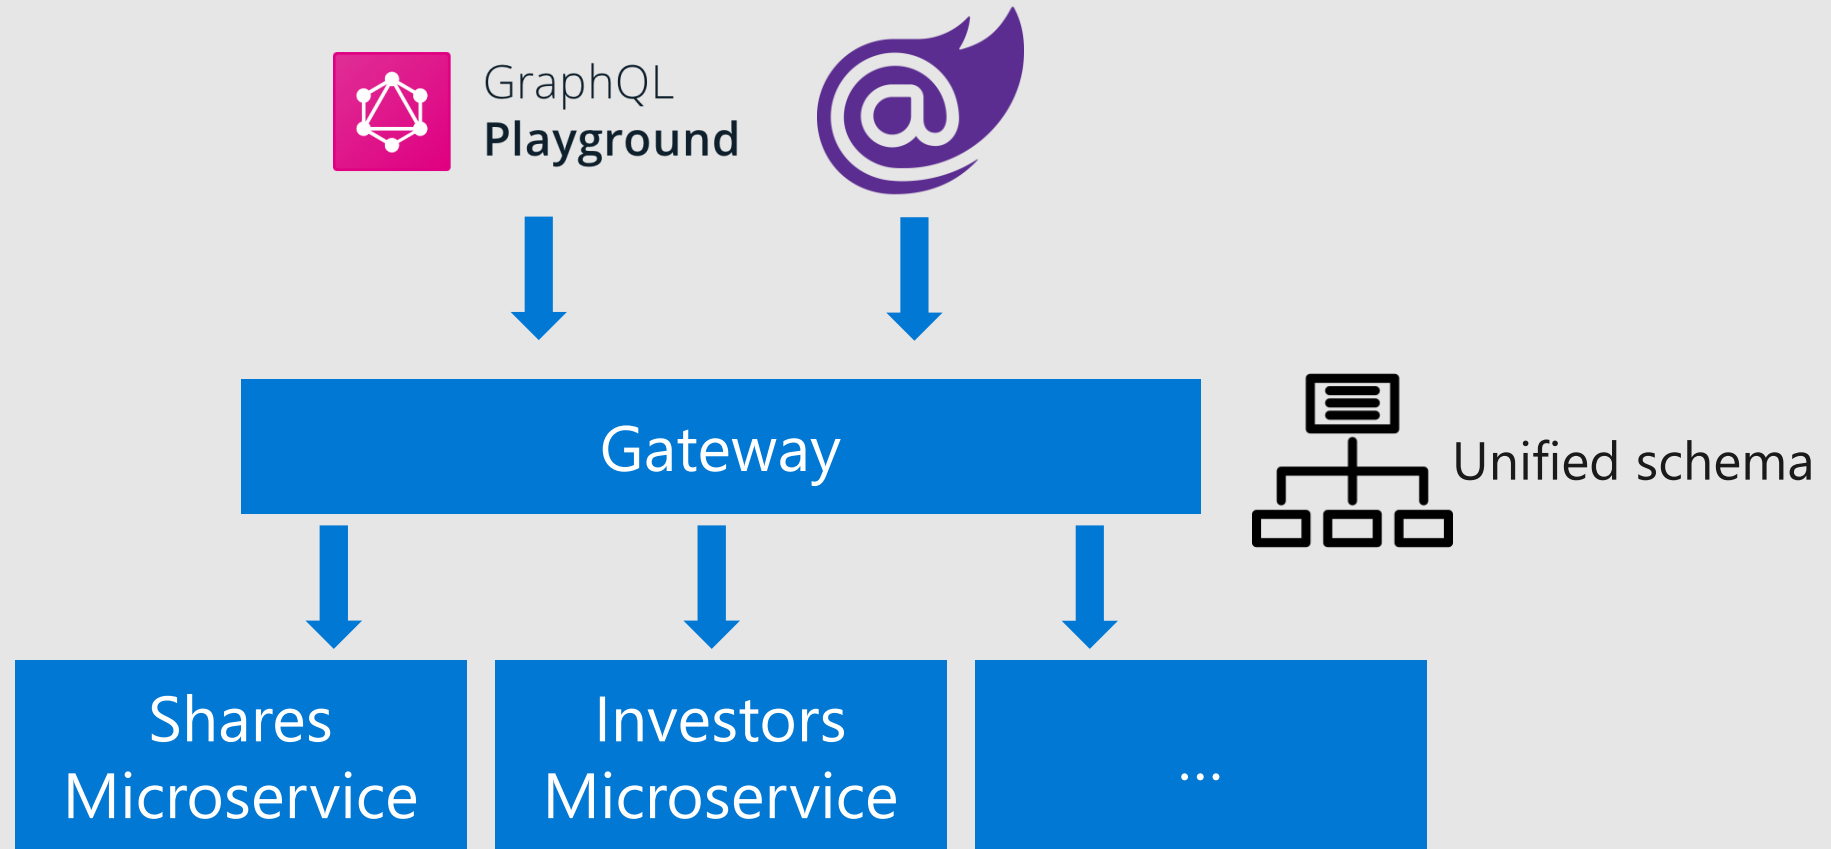 GraphQL
Playground
Gateway
Unified schema
Shares
Microservice
Investors
Microservice
...